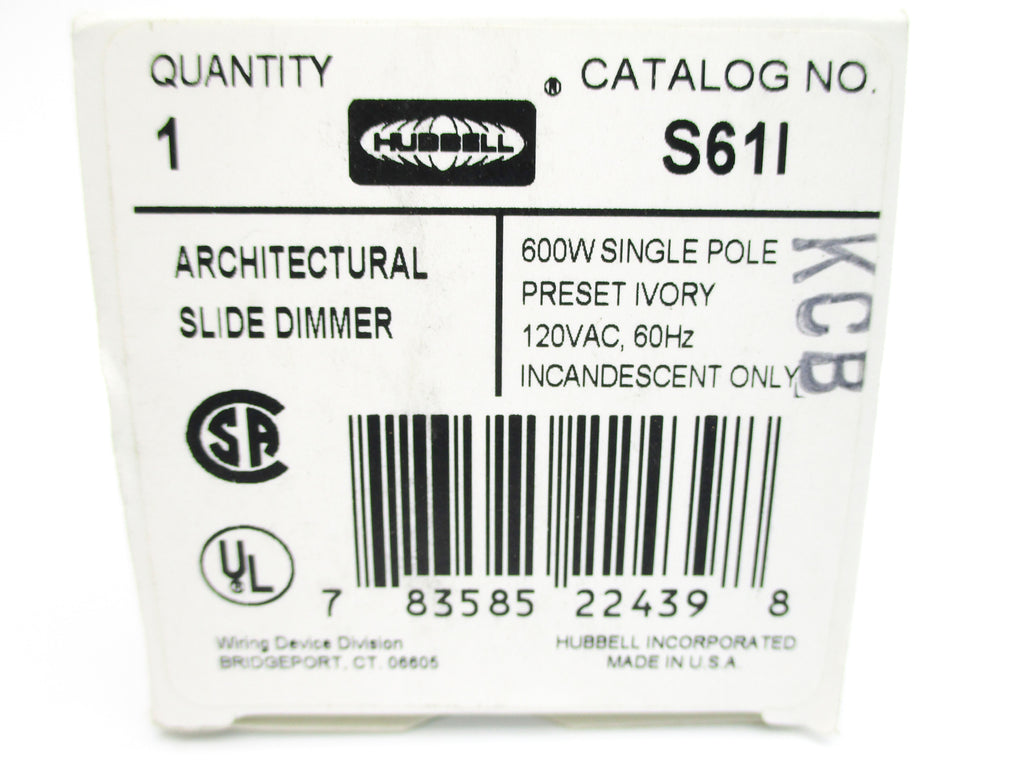 QUANTITY
1
HUBBELL
®
CATALOG NO.
S61I
ARCHITECTURAL
SLIDE DIMMER
600W SINGLE POLE
PRESET IVORY
120VAC, 60Hz
INCANDESCENT ONLY
KCB
CSA
UL
7 83585 22439 8
Wiring Device Division
BRIDGEPORT, CT. 06605
HUBBELL INCORPORATED
MADE IN U.S.A.